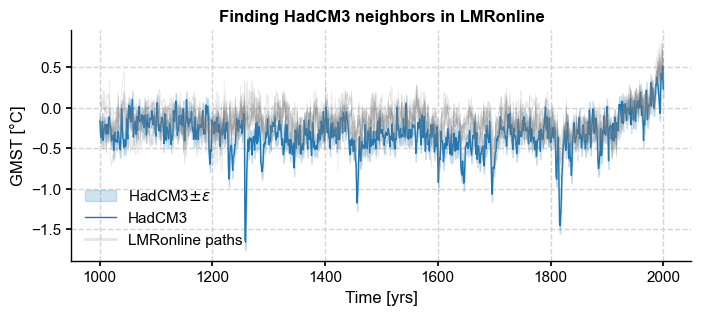 Finding HadCM3 neighbors in LMRonline
GMST [°C]
0.5
0.0
−0.5
−1.0
−1.5
HadCM3±ε
HadCM3
LMRonline paths
1000
1200
1400
1600
1800
2000
Time [yrs]